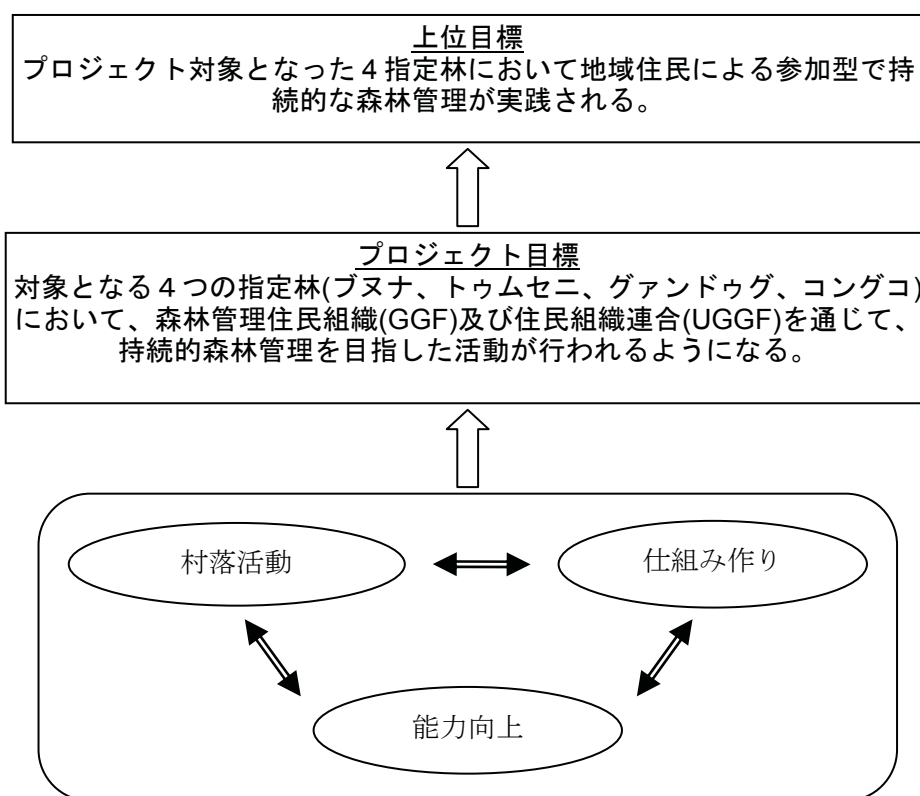 上位目標
プロジェクト対象となった４指定林において地域住民による参加型で持
続的な森林管理が実践される。
プロジェクト目標
対象となる４つの指定林(ブヌナ、トゥムセニ、グァンドゥグ、コングコ)
において、森林管理住民組織(GGF)及び住民組織連合(UGGF)を通じて、
持続的森林管理を目指した活動が行われるようになる。
村落活動
仕組み作り
能力向上